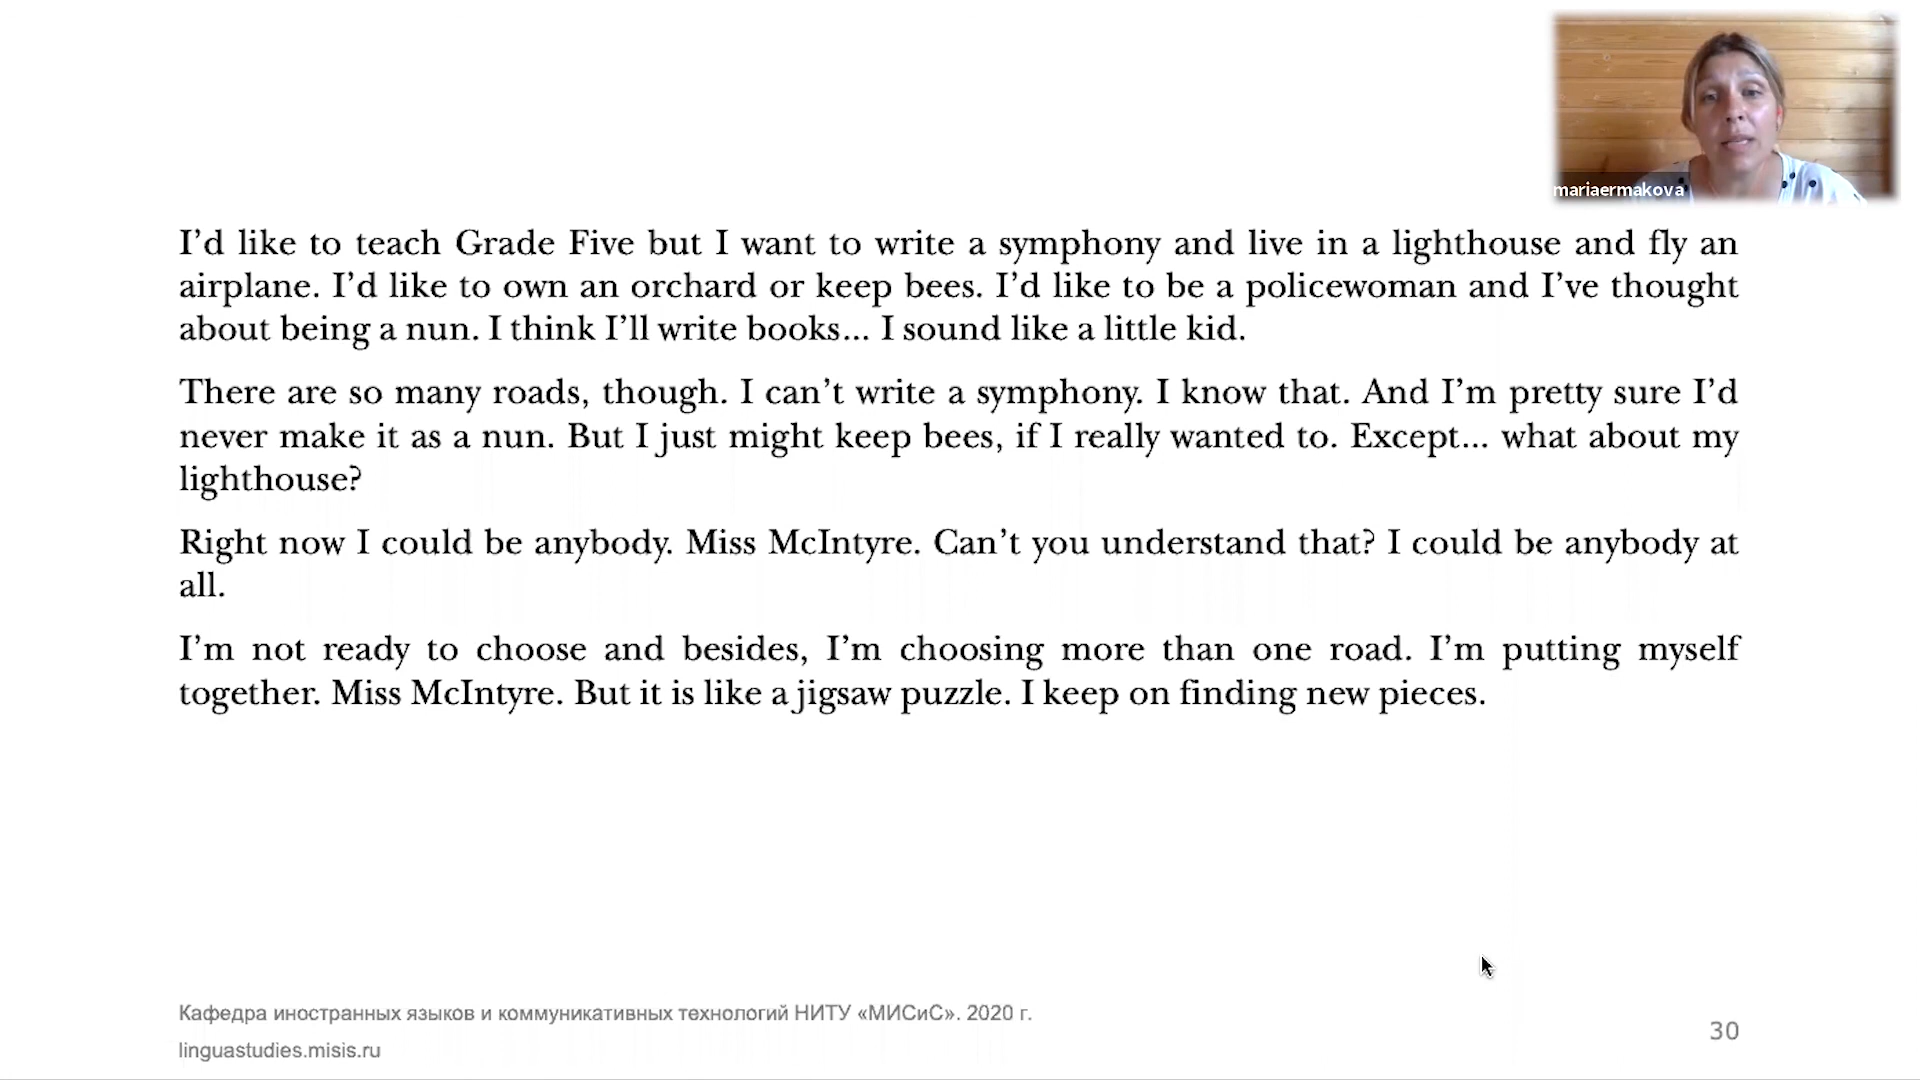 mariaermakova
I’d like to teach Grade Five but I want to write a symphony and live in a lighthouse and fly an
airplane. I’d like to own an orchard or keep bees. I’d like to be a policewoman and I’ve thought
about being a nun. I think I’ll write books... I sound like a little kid.
There are so many roads, though. I can’t write a symphony. I know that. And I’m pretty sure I’d
never make it as a nun. But I just might keep bees, if I really wanted to. Except... what about my
lighthouse?
Right now I could be anybody. Miss McIntyre. Can’t you understand that? I could be anybody at
all.
I’m not ready to choose and besides, I’m choosing more than one road. I’m putting myself
together. Miss McIntyre. But it is like a jigsaw puzzle. I keep on finding new pieces.
Кафедра иностранных языков и коммуникативных технологий НИТУ «МИСиС». 2020 г.
linguastudies.misis.ru
30